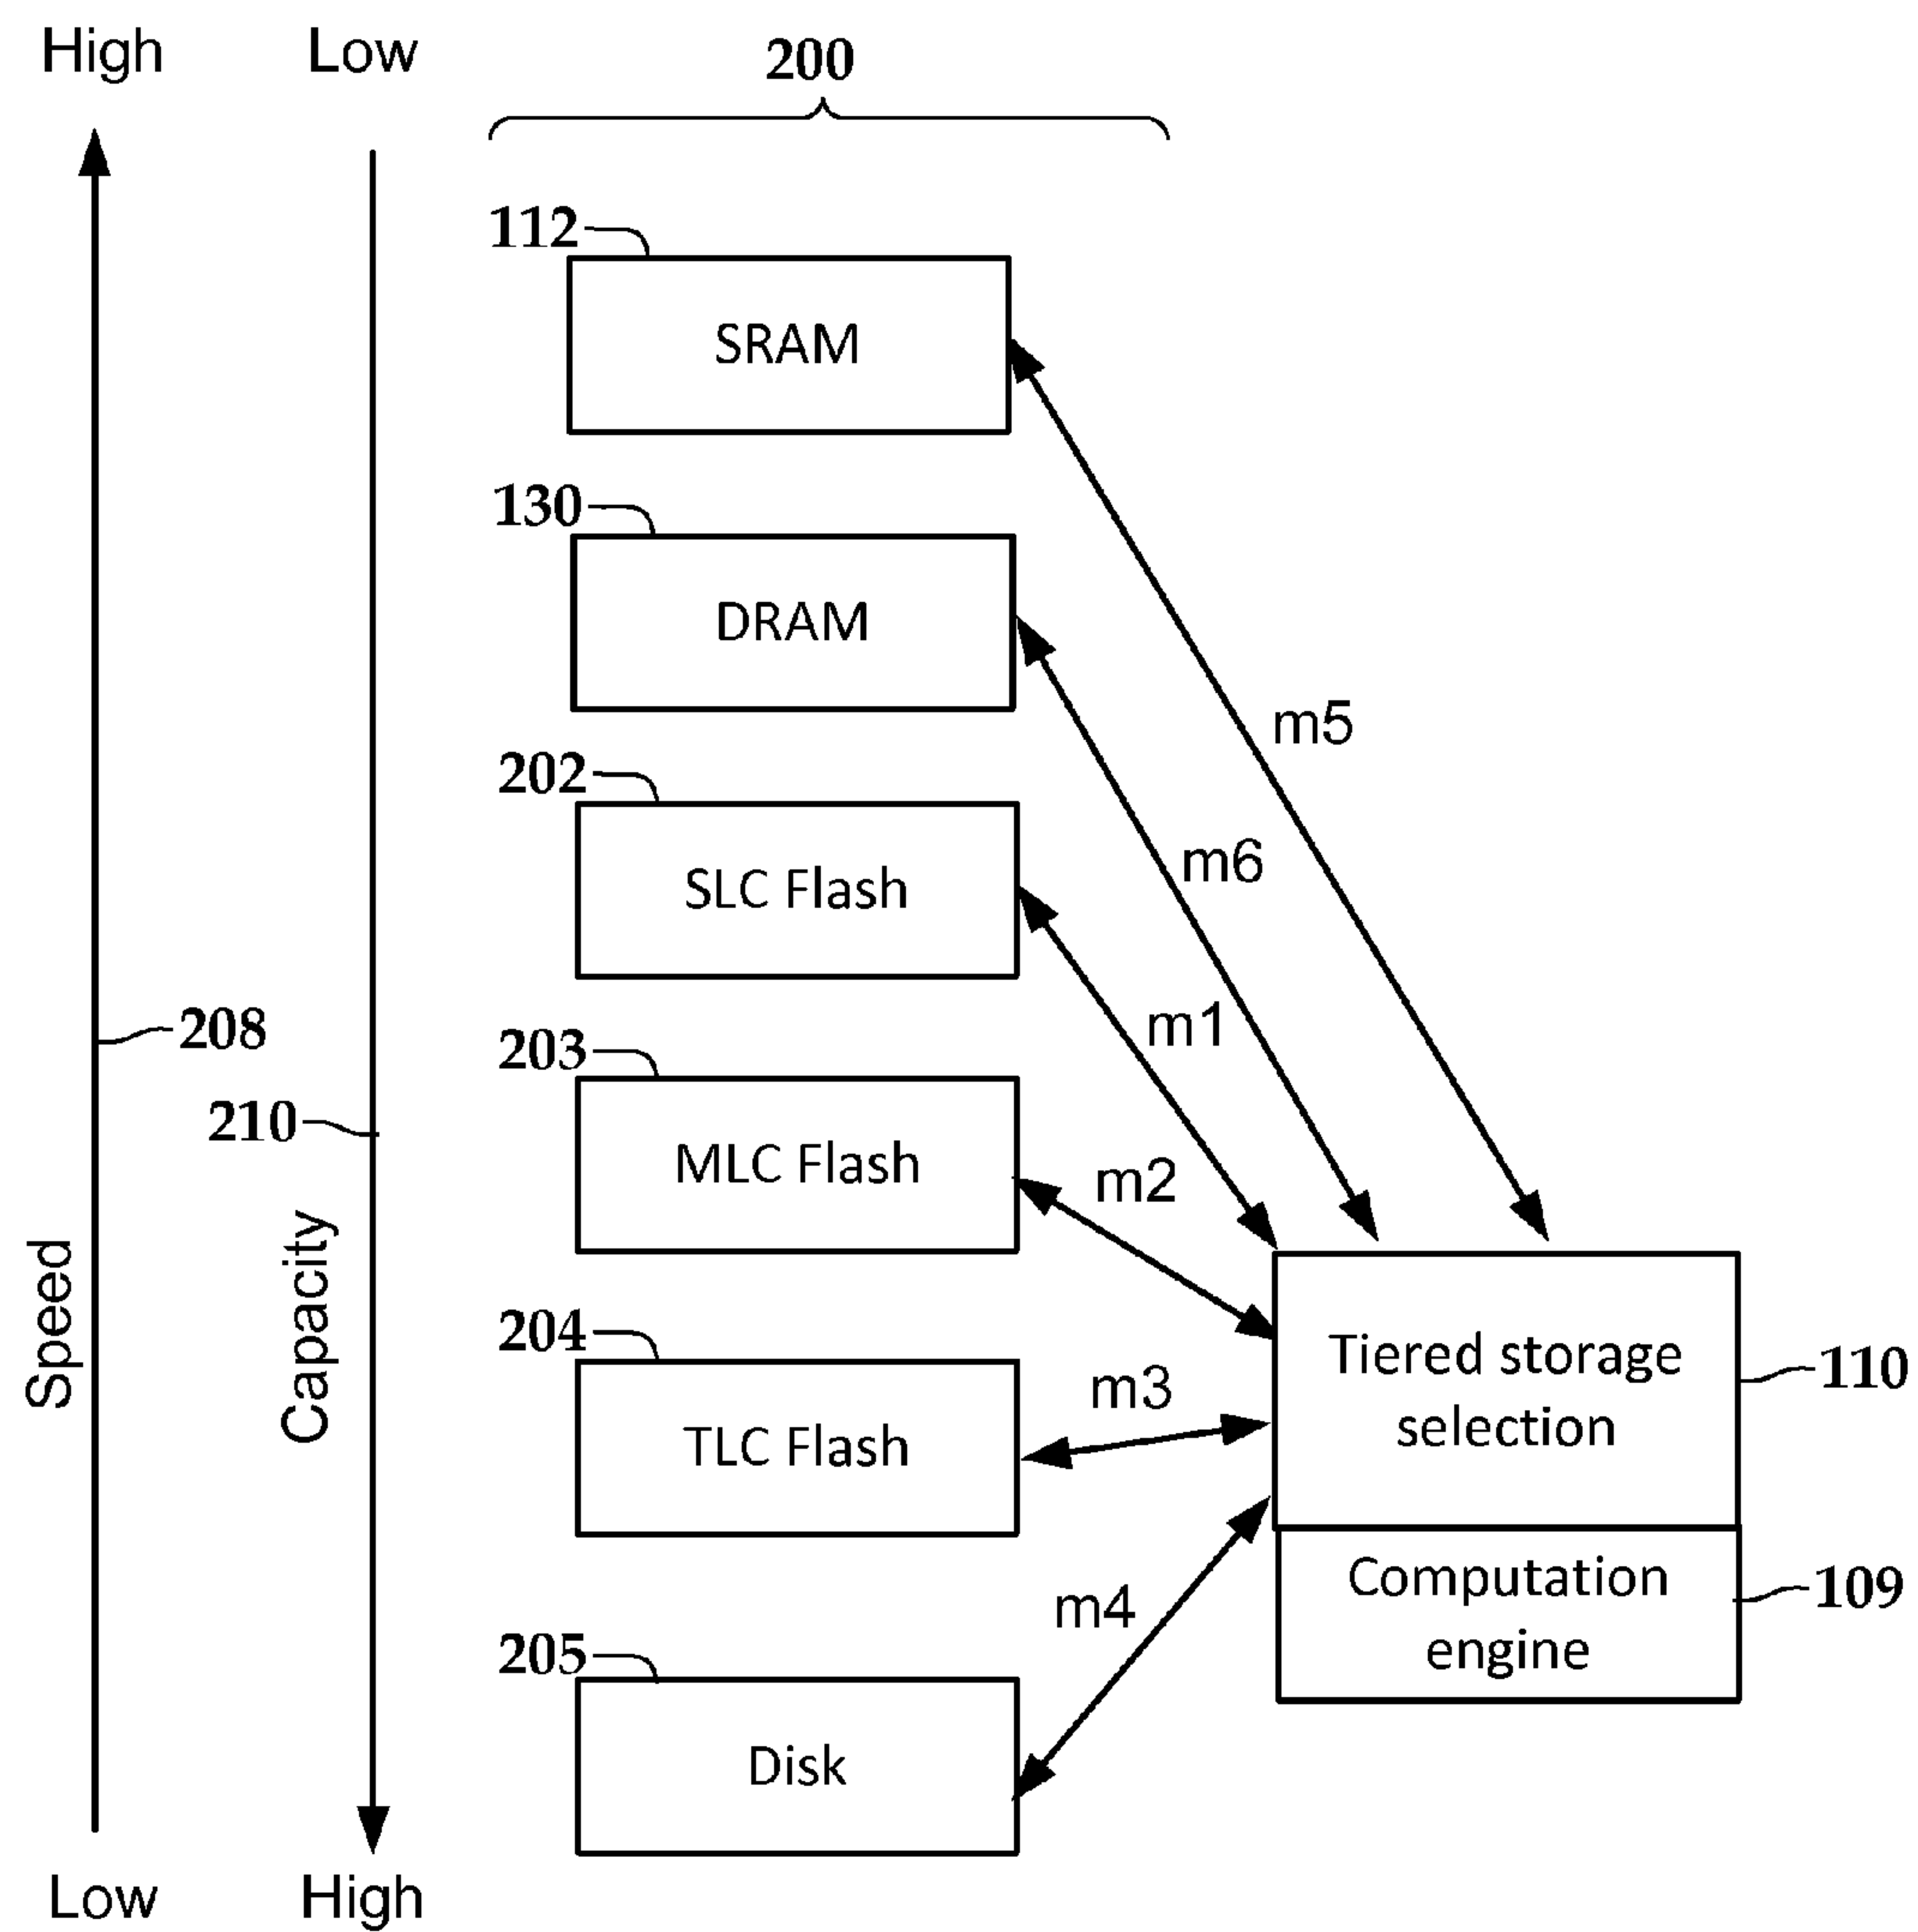 High
Low
200
112
SRAM
130
DRAM
m5
202
m6
SLC Flash
208
m1
203
210
MLC Flash
m2
Speed
Capacity
204
Tiered storage
selection
110
m3
TLC Flash
Computation
engine
109
m4
205
Disk
Low
High